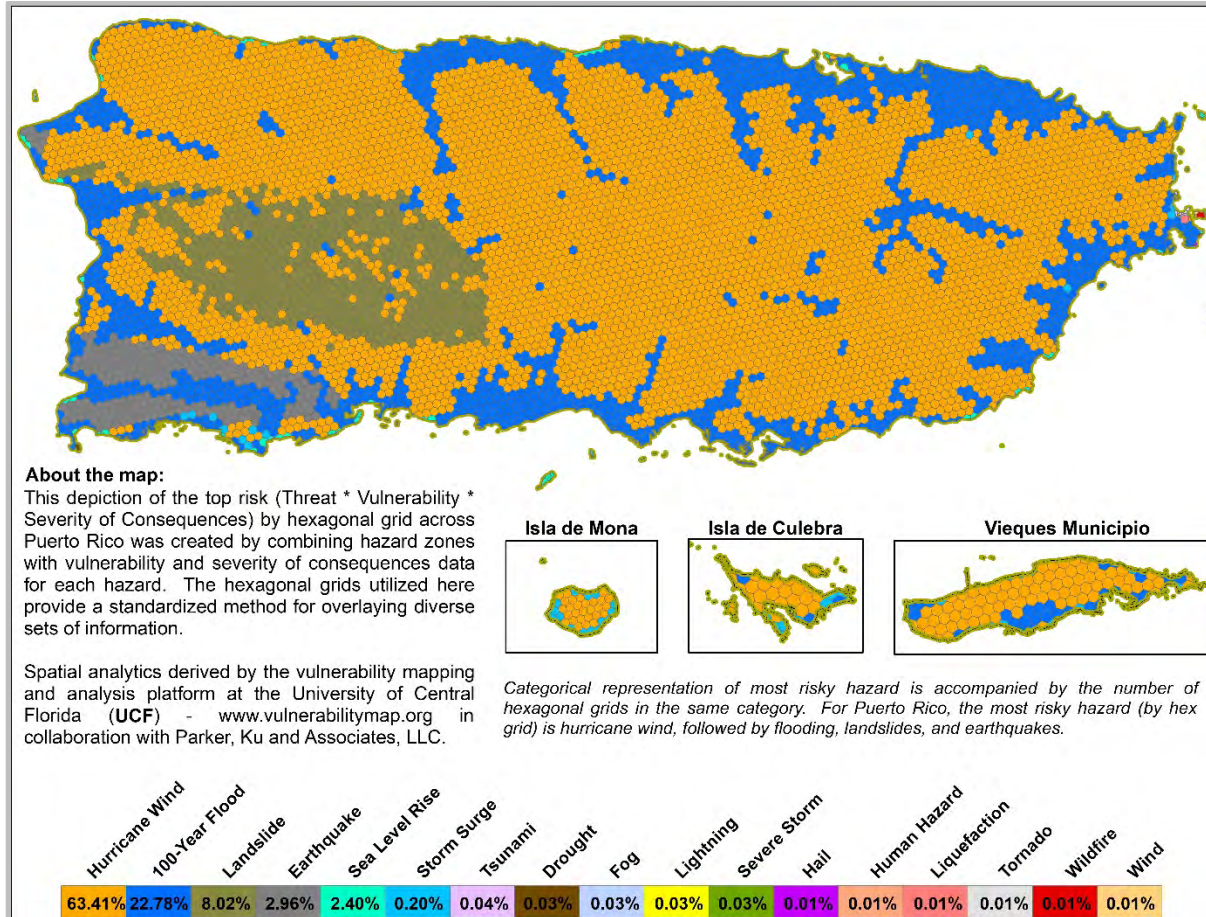 About the map:
This depiction of the top risk (Threat * Vulnerability *
Severity of Consequences) by hexagonal grid across
Puerto Rico was created by combining hazard zones
with vulnerability and severity of consequences data
for each hazard. The hexagonal grids utilized here
provide a standardized method for overlaying diverse
sets of information.
Spatial analytics derived by the vulnerability mapping
and analysis platform at the University of Central
Florida (UCF) - www.vulnerabilitymap.org in
collaboration with Parker, Ku and Associates, LLC.
Isla de Mona
Isla de Culebra
Vieques Municipio
Categorical representation of most risky hazard is accompanied by the number of
hexagonal grids in the same category. For Puerto Rico, the most risky hazard (by hex
grid) is hurricane wind, followed by flooding, landslides, and earthquakes.
Hurricane Wind
100-Year Flood
Landslide
Earthquake
Sea Level Rise
Storm Surge
Tsunami
Drought
Fog
Lightning
Severe Storm
Hail
Human Hazard
Liquefaction
Tornado
Wildfire
Wind
63.41% 22.78% 8.02% 2.96% 2.40% 0.20% 0.04% 0.03% 0.03% 0.03% 0.03% 0.01% 0.01% 0.01% 0.01% 0.01% 0.01%